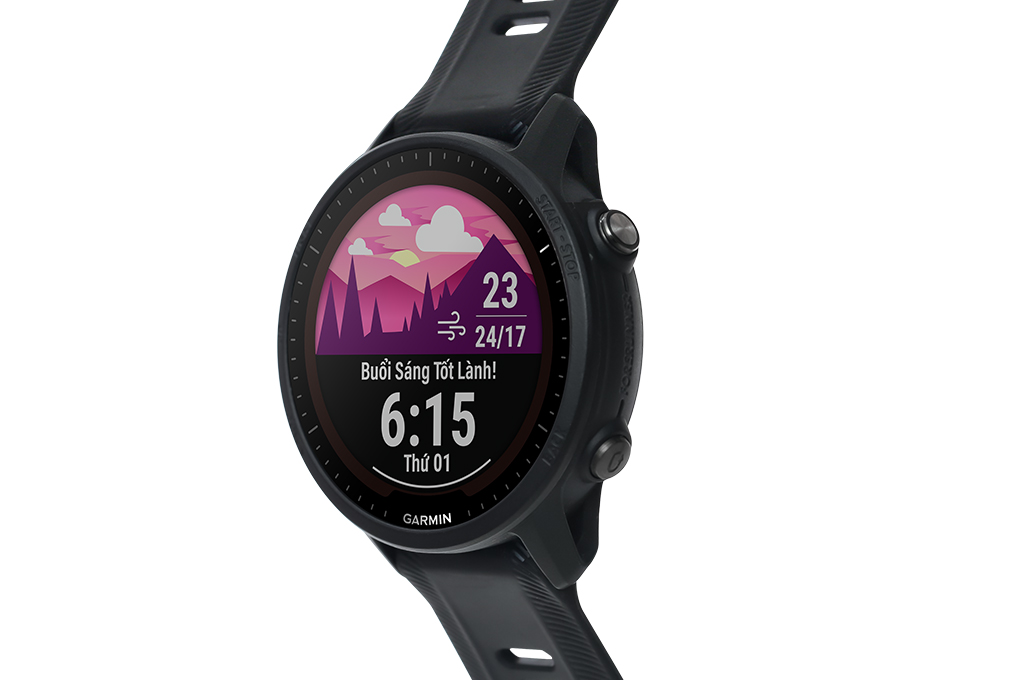 START·STOP
23
24/17
Buổi Sáng Tốt Lành!
6:15
Thứ 01
GARMIN